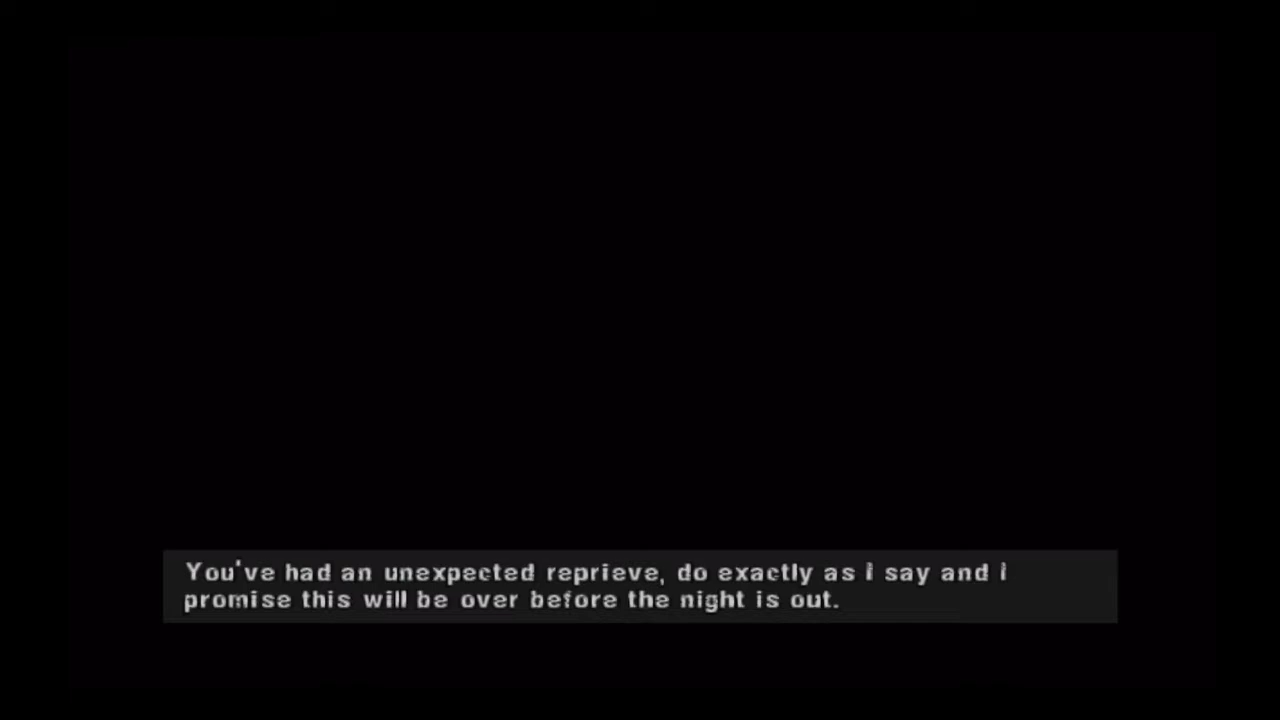 You've had an unexpected reprieve, do exactly as i say and i
promise this will be over before the night is out.